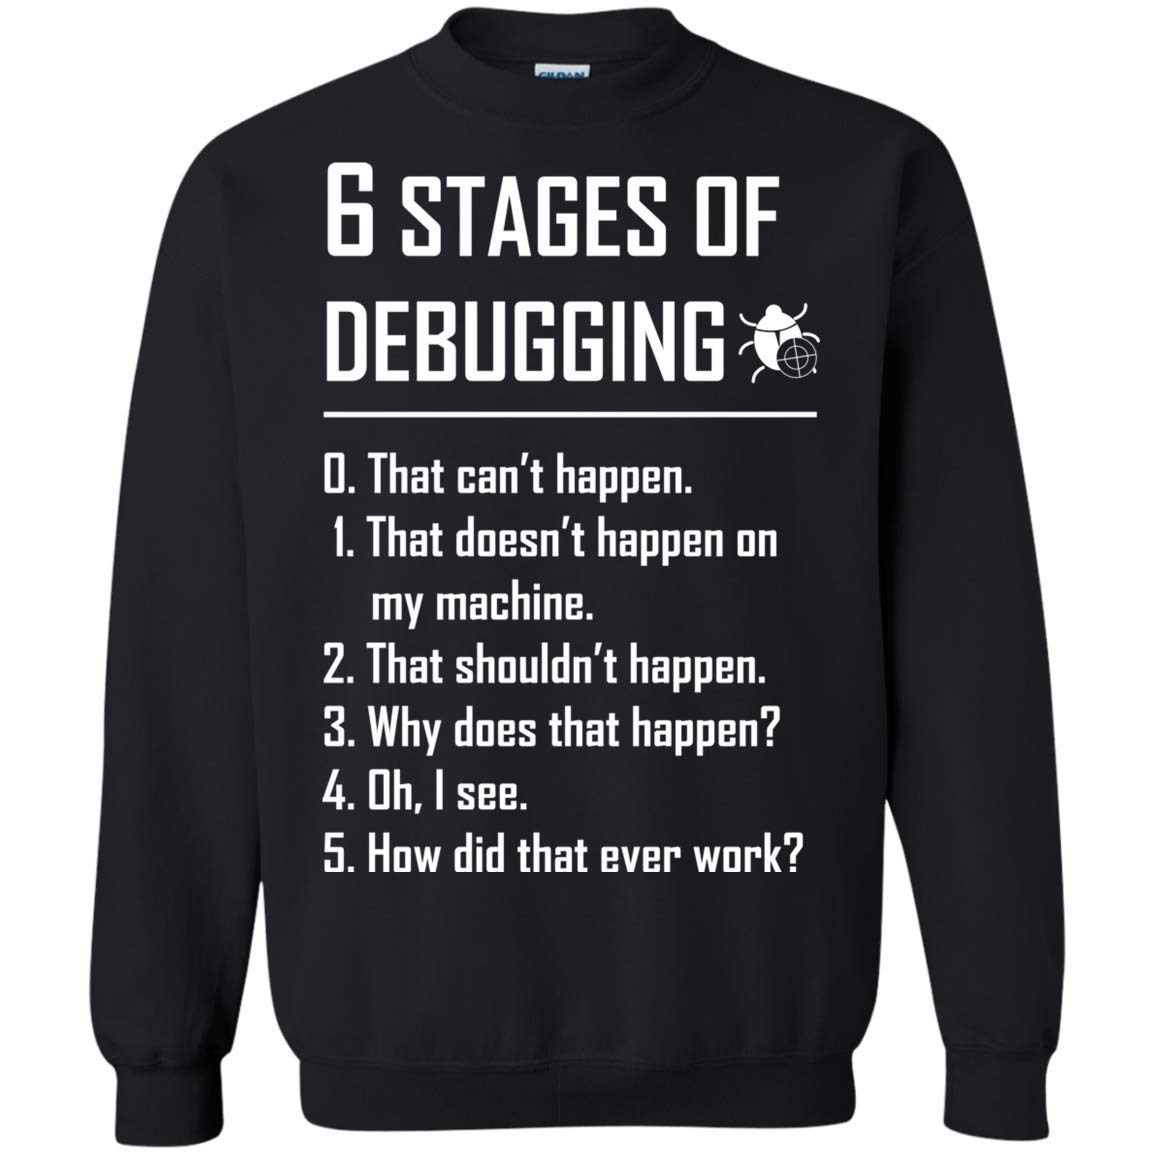 GILDAN
6 STAGES OF
DEBUGGING
0. That can't happen.
1. That doesn't happen on
my machine.
2. That shouldn't happen.
3. Why does that happen?
4. Oh, I see.
5. How did that ever work?